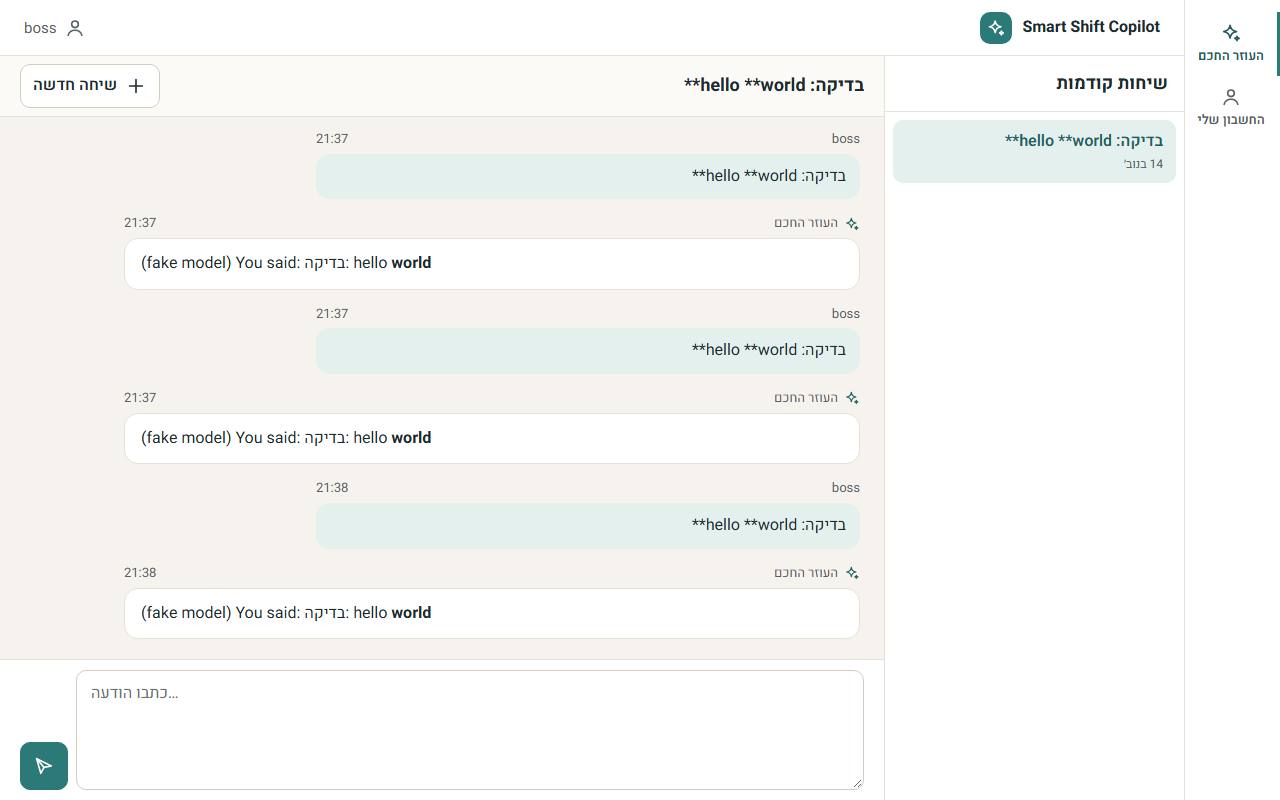 Smart Shift Copilot
boss
העוזר החכם
החשבון שלי
שיחות קודמות
בדיקה: hello **world**
14 בנוב׳
בדיקה: hello **world**
שיחה חדשה
boss 21:37
בדיקה: hello **world**
העוזר החכם 21:37
(fake model) You said: בדיקה: hello world
boss 21:37
בדיקה: hello **world**
העוזר החכם 21:37
(fake model) You said: בדיקה: hello world
boss 21:38
בדיקה: hello **world**
העוזר החכם 21:38
(fake model) You said: בדיקה: hello world
כתבו הודעה…